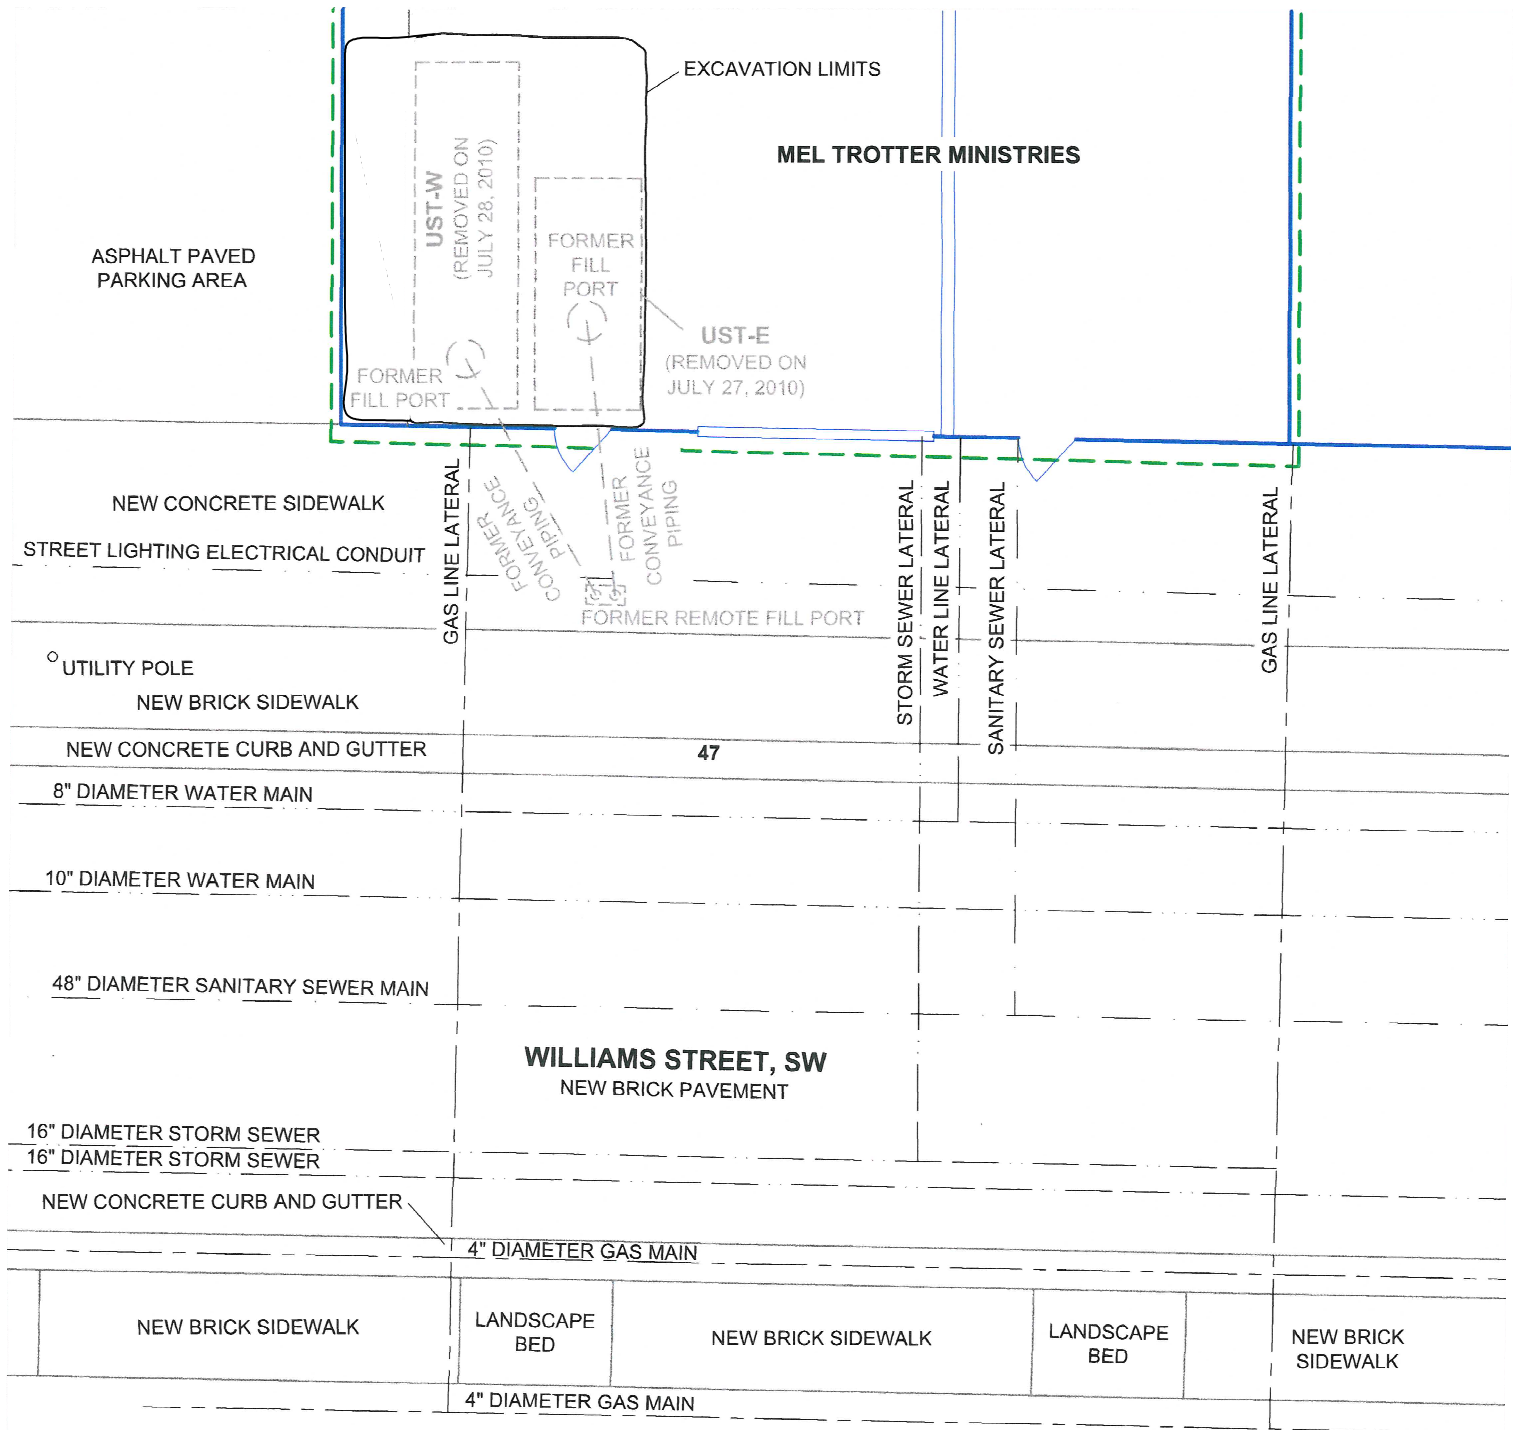 EXCAVATION LIMITS
MEL TROTTER MINISTRIES
UST-W
(REMOVED ON
JULY 28, 2010)
FORMER
FILL
PORT
ASPHALT PAVED
PARKING AREA
UST-E
(REMOVED ON
JULY 27, 2010)
FORMER
FILL PORT
NEW CONCRETE SIDEWALK
STREET LIGHTING ELECTRICAL CONDUIT
GAS LINE LATERAL
FORMER
CONVEYANCE
PIPING
FORMER
CONVEYANCE
PIPING
FORMER REMOTE FILL PORT
STORM SEWER LATERAL
WATER LINE LATERAL
SANITARY SEWER LATERAL
GAS LINE LATERAL
UTILITY POLE
NEW BRICK SIDEWALK
NEW CONCRETE CURB AND GUTTER
47
8" DIAMETER WATER MAIN
10" DIAMETER WATER MAIN
48" DIAMETER SANITARY SEWER MAIN
WILLIAMS STREET, SW
NEW BRICK PAVEMENT
16" DIAMETER STORM SEWER
16" DIAMETER STORM SEWER
NEW CONCRETE CURB AND GUTTER
4" DIAMETER GAS MAIN
NEW BRICK SIDEWALK
LANDSCAPE
BED
NEW BRICK SIDEWALK
LANDSCAPE
BED
NEW BRICK
SIDEWALK
4" DIAMETER GAS MAIN